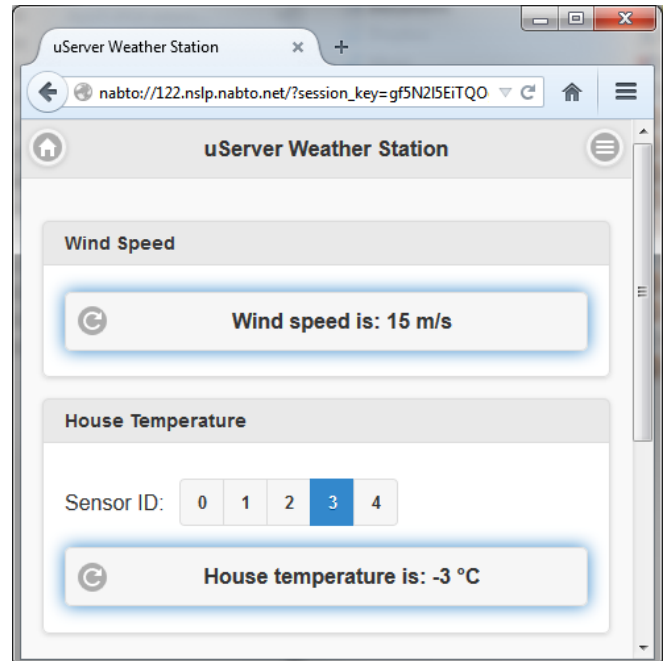 uServer Weather Station
nabto://122.nslp.nabto.net/?session_key=gf5N2I5EiTQO
uServer Weather Station
Wind Speed
Wind speed is: 15 m/s
House Temperature
Sensor ID: 0 1 2 3 4
House temperature is: -3 °C